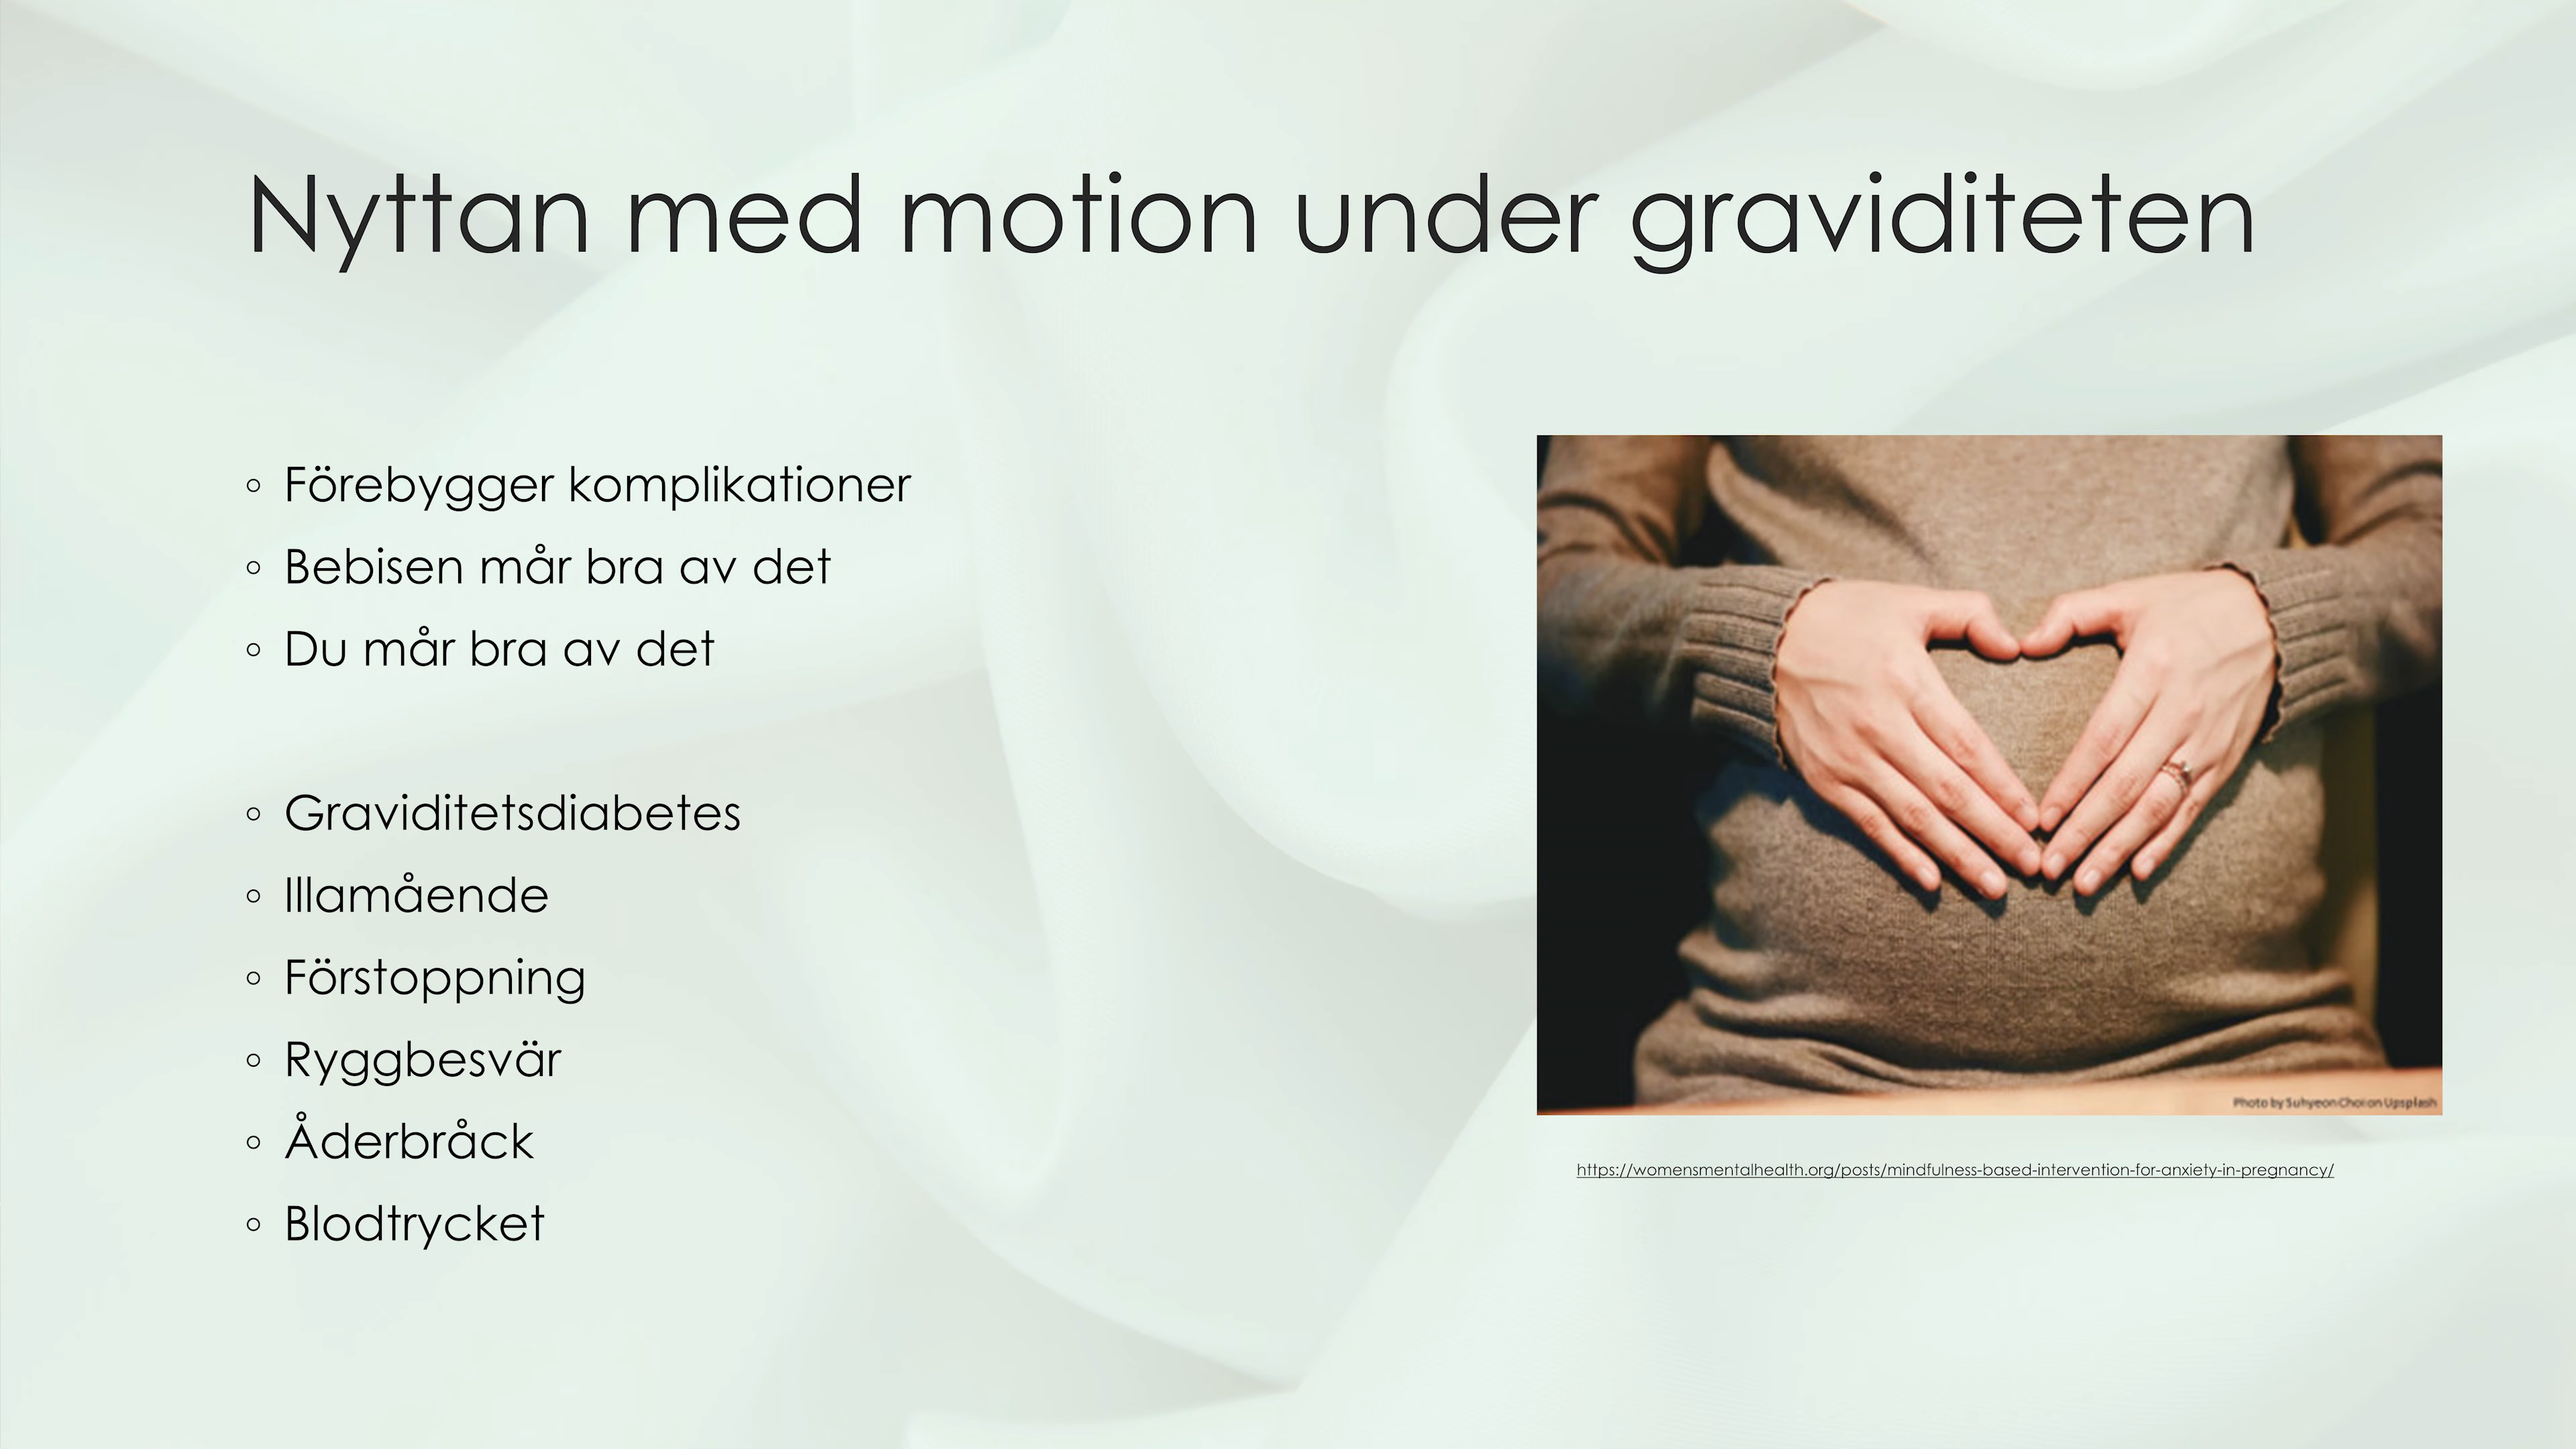 Nyttan med motion under graviditeten
◦ Förebygger komplikationer
◦ Bebisen mår bra av det
◦ Du mår bra av det
◦ Graviditetsdiabetes
◦ Illamående
◦ Förstoppning
◦ Ryggbesvär
◦ Åderbråck
◦ Blodtrycket
Photo by Suhyeon Choi on Upsplash
https://womensmentalhealth.org/posts/mindfulness-based-intervention-for-anxiety-in-pregnancy/